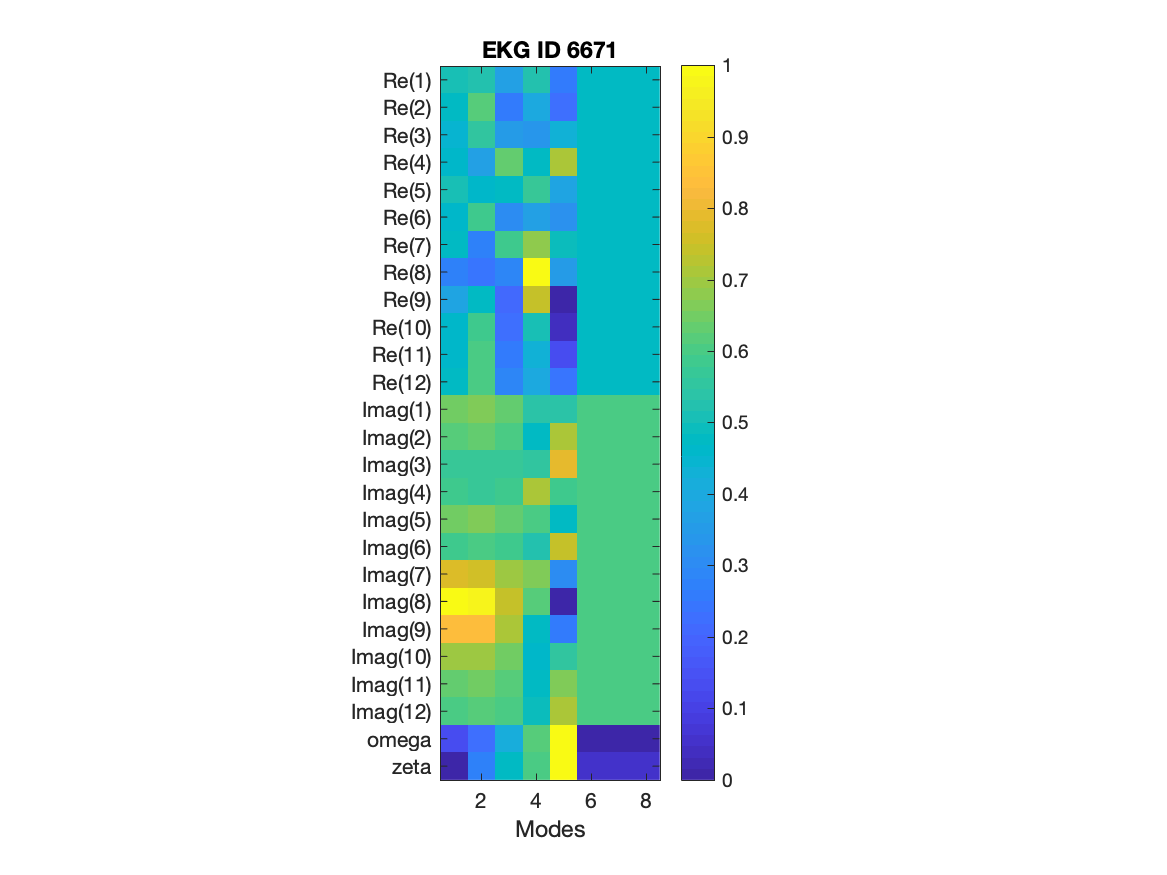 EKG ID 6671
Re(1)
Re(2)
Re(3)
Re(4)
Re(5)
Re(6)
Re(7)
Re(8)
Re(9)
Re(10)
Re(11)
Re(12)
Imag(1)
Imag(2)
Imag(3)
Imag(4)
Imag(5)
Imag(6)
Imag(7)
Imag(8)
Imag(9)
Imag(10)
Imag(11)
Imag(12)
omega
zeta
2 4 6 8
Modes
1
0.9
0.8
0.7
0.6
0.5
0.4
0.3
0.2
0.1
0